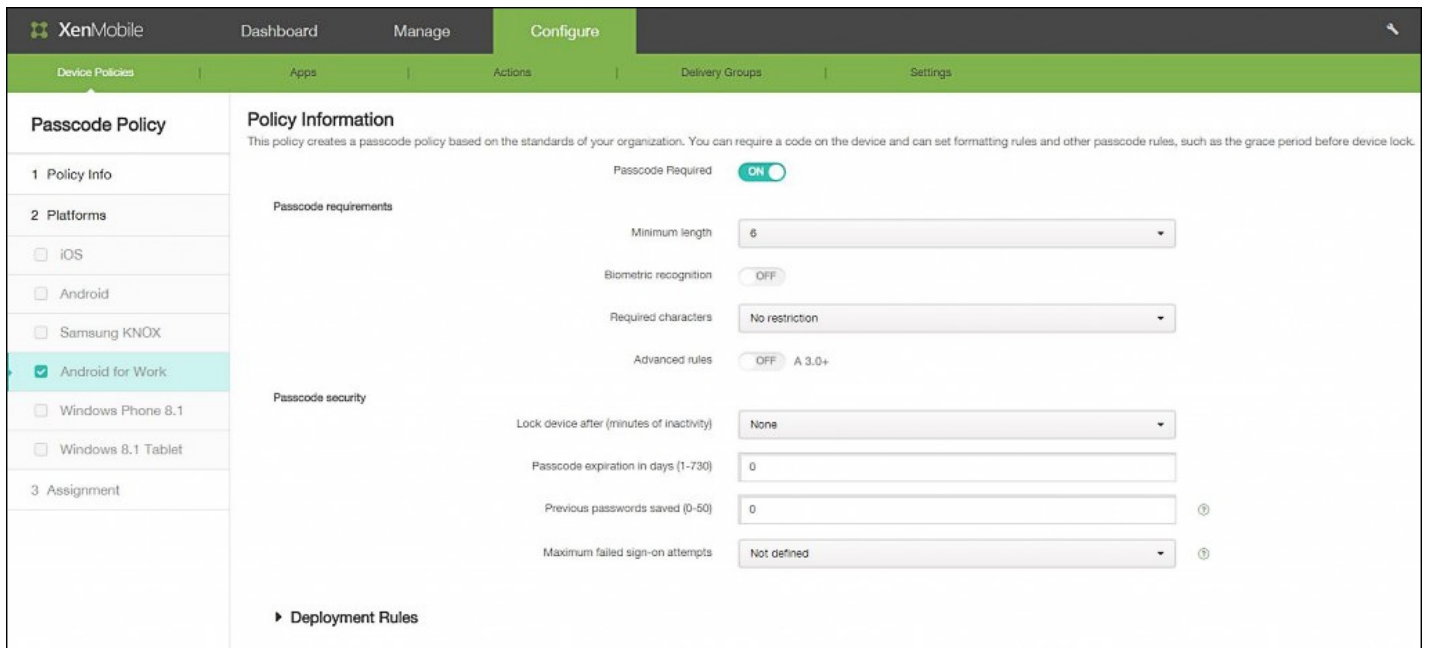 XenMobile Dashboard Manage Configure
Device Policies | Apps | Actions | Delivery Groups | Settings
Passcode Policy
1 Policy Info
2 Platforms
iOS
Android
Samsung KNOX
Android for Work
Windows Phone 8.1
Windows 8.1 Tablet
3 Assignment
Policy Information
This policy creates a passcode policy based on the standards of your organization. You can require a code on the device and can set formatting rules and other passcode rules, such as the grace period before device lock.
Passcode Required ON
Passcode requirements
Minimum length 6
Biometric recognition OFF
Required characters No restriction
Advanced rules OFF A 3.0+
Passcode security
Lock device after (minutes of inactivity) None
Passcode expiration in days (1-730) 0
Previous passwords saved (0-50) 0 ?
Maximum failed sign-on attempts Not defined ?
Deployment Rules